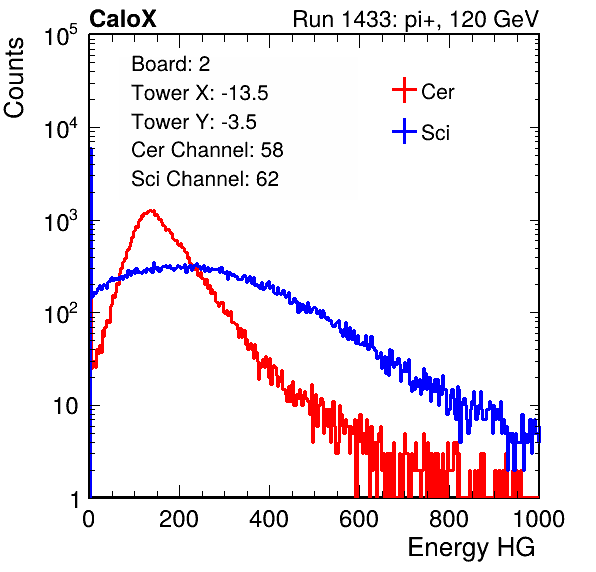 CaloX Run 1433: pi+, 120 GeV
Counts
Board: 2
Tower X: -13.5
Tower Y: -3.5
Cer Channel: 58
Sci Channel: 62
Cer
Sci
10^5
10^4
10^3
10^2
10
1
0 200 400 600 800 1000
Energy HG